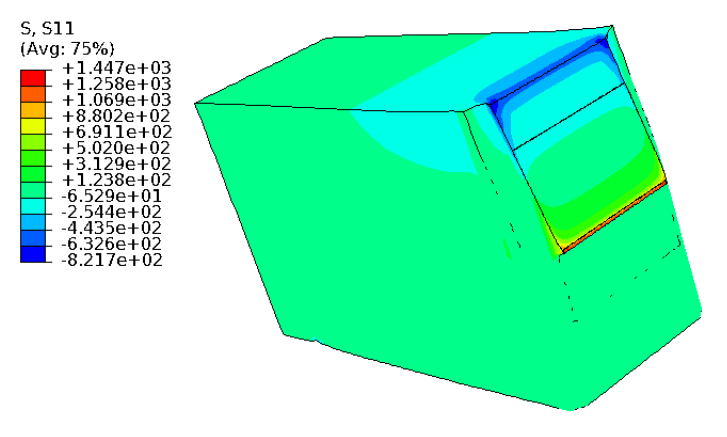 S, S11
(Avg: 75%)
+1.447e+03
+1.258e+03
+1.069e+03
+8.802e+02
+6.911e+02
+5.020e+02
+3.129e+02
+1.238e+02
-6.529e+01
-2.544e+02
-4.435e+02
-6.326e+02
-8.217e+02